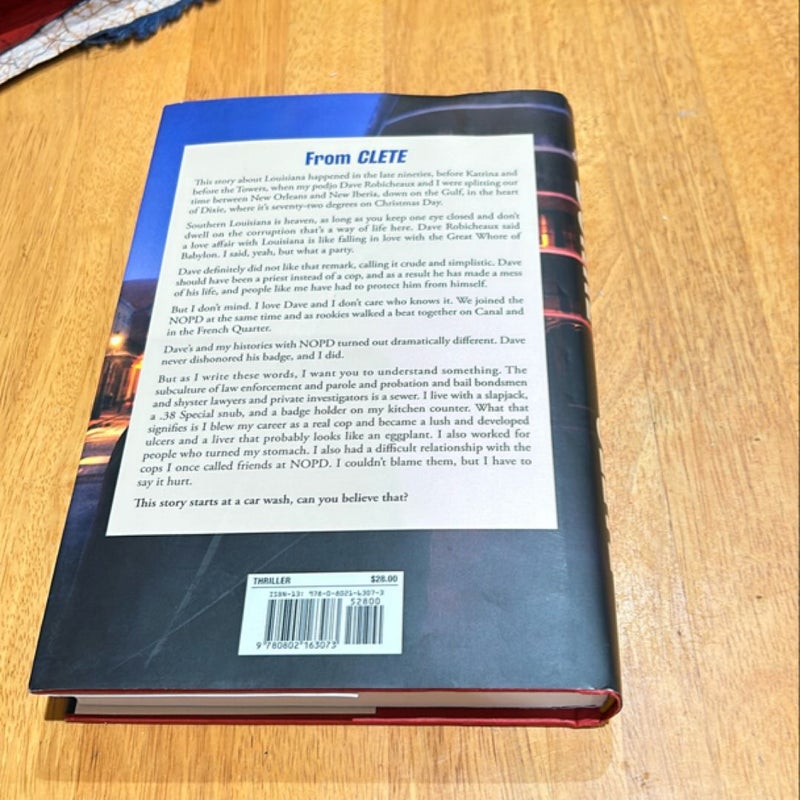 From CLETE
This story about Louisiana happened in the late nineties, before Katrina and
before the Towers, when my podjo Dave Robicheaux and I were splitting our
time between New Orleans and New Iberia, down on the Gulf, in the heart
of Dixie, where it's seventy-two degrees on Christmas Day.
Southern Louisiana is heaven, as long as you keep one eye closed and don't
dwell on the corruption that's a way of life here. Dave Robicheaux said
a love affair with Louisiana is like falling in love with the Great Whore of
Babylon. I said, yeah, but what a party.
Dave definitely did not like that remark, calling it crude and simplistic. Dave
should have been a priest instead of a cop, and as a result he has made a mess
of his life, and people like me have had to protect him from himself.
But I don't mind. I love Dave and I don't care who knows it. We joined the
NOPD at the same time and as rookies walked a beat together on Canal and
in the French Quarter.
Dave's and my histories with NOPD turned out dramatically different. Dave
never dishonored his badge, and I did.
But as I write these words, I want you to understand something. The
subculture of law enforcement and parole and probation and bail bondsmen
and shyster lawyers and private investigators is a sewer. I live with a slapjack,
a .38 Special snub, and a badge holder on my kitchen counter. What that
signifies is I blew my career as a real cop and became a lush and developed
ulcers and a liver that probably looks like an eggplant. I also worked for
people who turned my stomach. I also had a difficult relationship with the
cops I once called friends at NOPD. I couldn't blame them, but I have to
say it hurt.
This story starts at a car wash, can you believe that?
THRILLER $28.00
ISBN-13: 978-0-8021-6307-3
52800
9 780802 163073